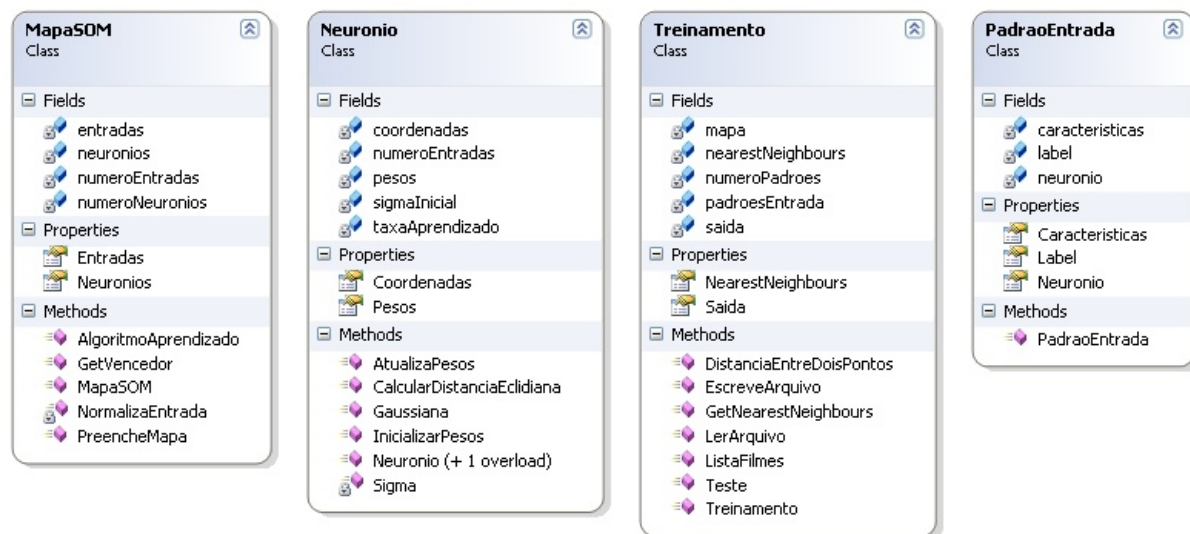 MapaSOM
Class
Fields
entradas
neuronios
numeroEntradas
numeroNeuronios
Properties
Entradas
Neuronios
Methods
AlgoritmoAprendizado
GetVencedor
MapaSOM
NormalizaEntrada
PreencheMapa
Neuronio
Class
Fields
coordenadas
numeroEntradas
pesos
sigmaInicial
taxaAprendizado
Properties
Coordenadas
Pesos
Methods
AtualizaPesos
CalcularDistanciaEclidiana
Gaussiana
InicializarPesos
Neuronio (+ 1 overload)
Sigma
Treinamento
Class
Fields
mapa
nearestNeighbours
numeroPadroes
padroesEntrada
saida
Properties
NearestNeighbours
Saida
Methods
DistanciaEntreDoisPontos
EscreveArquivo
GetNearestNeighbours
LerArquivo
ListaFilmes
Teste
Treinamento
PadraoEntrada
Class
Fields
caracteristicas
label
neuronio
Properties
Caracteristicas
Label
Neuronio
Methods
PadraoEntrada